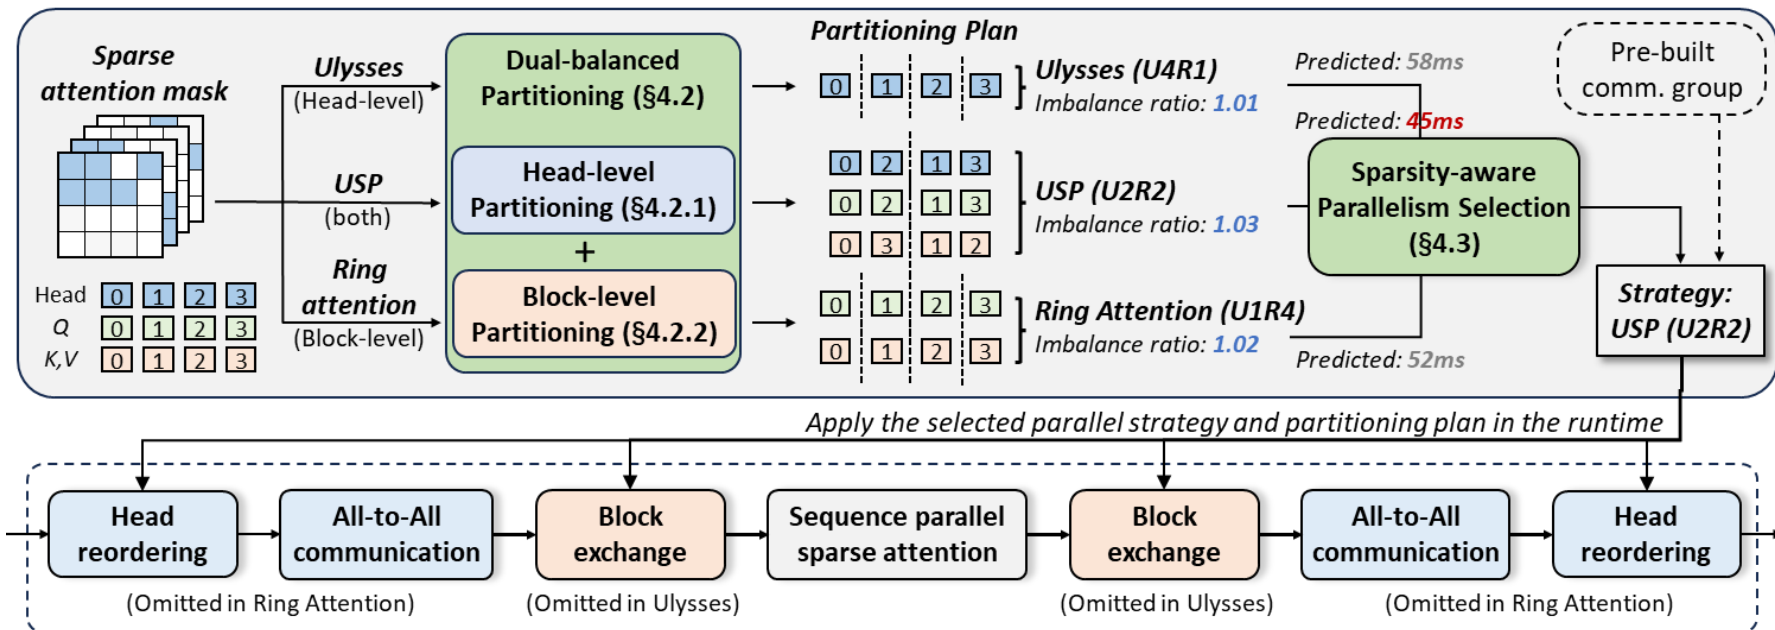 Sparse
attention mask
Head 0 1 2 3
Q 0 1 2 3
K,V 0 1 2 3
Ulysses
(Head-level)
USP
(both)
Ring
attention
(Block-level)
Dual-balanced
Partitioning (§4.2)
Head-level
Partitioning (§4.2.1)
+
Block-level
Partitioning (§4.2.2)
Partitioning Plan
0 1 2 3
0 2 1 3
0 2 1 3
0 3 1 2
0 1 2 3
0 1 2 3
Ulysses (U4R1)
Imbalance ratio: 1.01
USP (U2R2)
Imbalance ratio: 1.03
Ring Attention (U1R4)
Imbalance ratio: 1.02
Predicted: 58ms
Predicted: 45ms
Predicted: 52ms
Sparsity-aware
Parallelism Selection
(§4.3)
Pre-built
comm. group
Strategy:
USP (U2R2)
Apply the selected parallel strategy and partitioning plan in the runtime
Head
reordering
All-to-All
communication
Block
exchange
Sequence parallel
sparse attention
Block
exchange
All-to-All
communication
Head
reordering
(Omitted in Ring Attention)
(Omitted in Ulysses)
(Omitted in Ulysses)
(Omitted in Ring Attention)